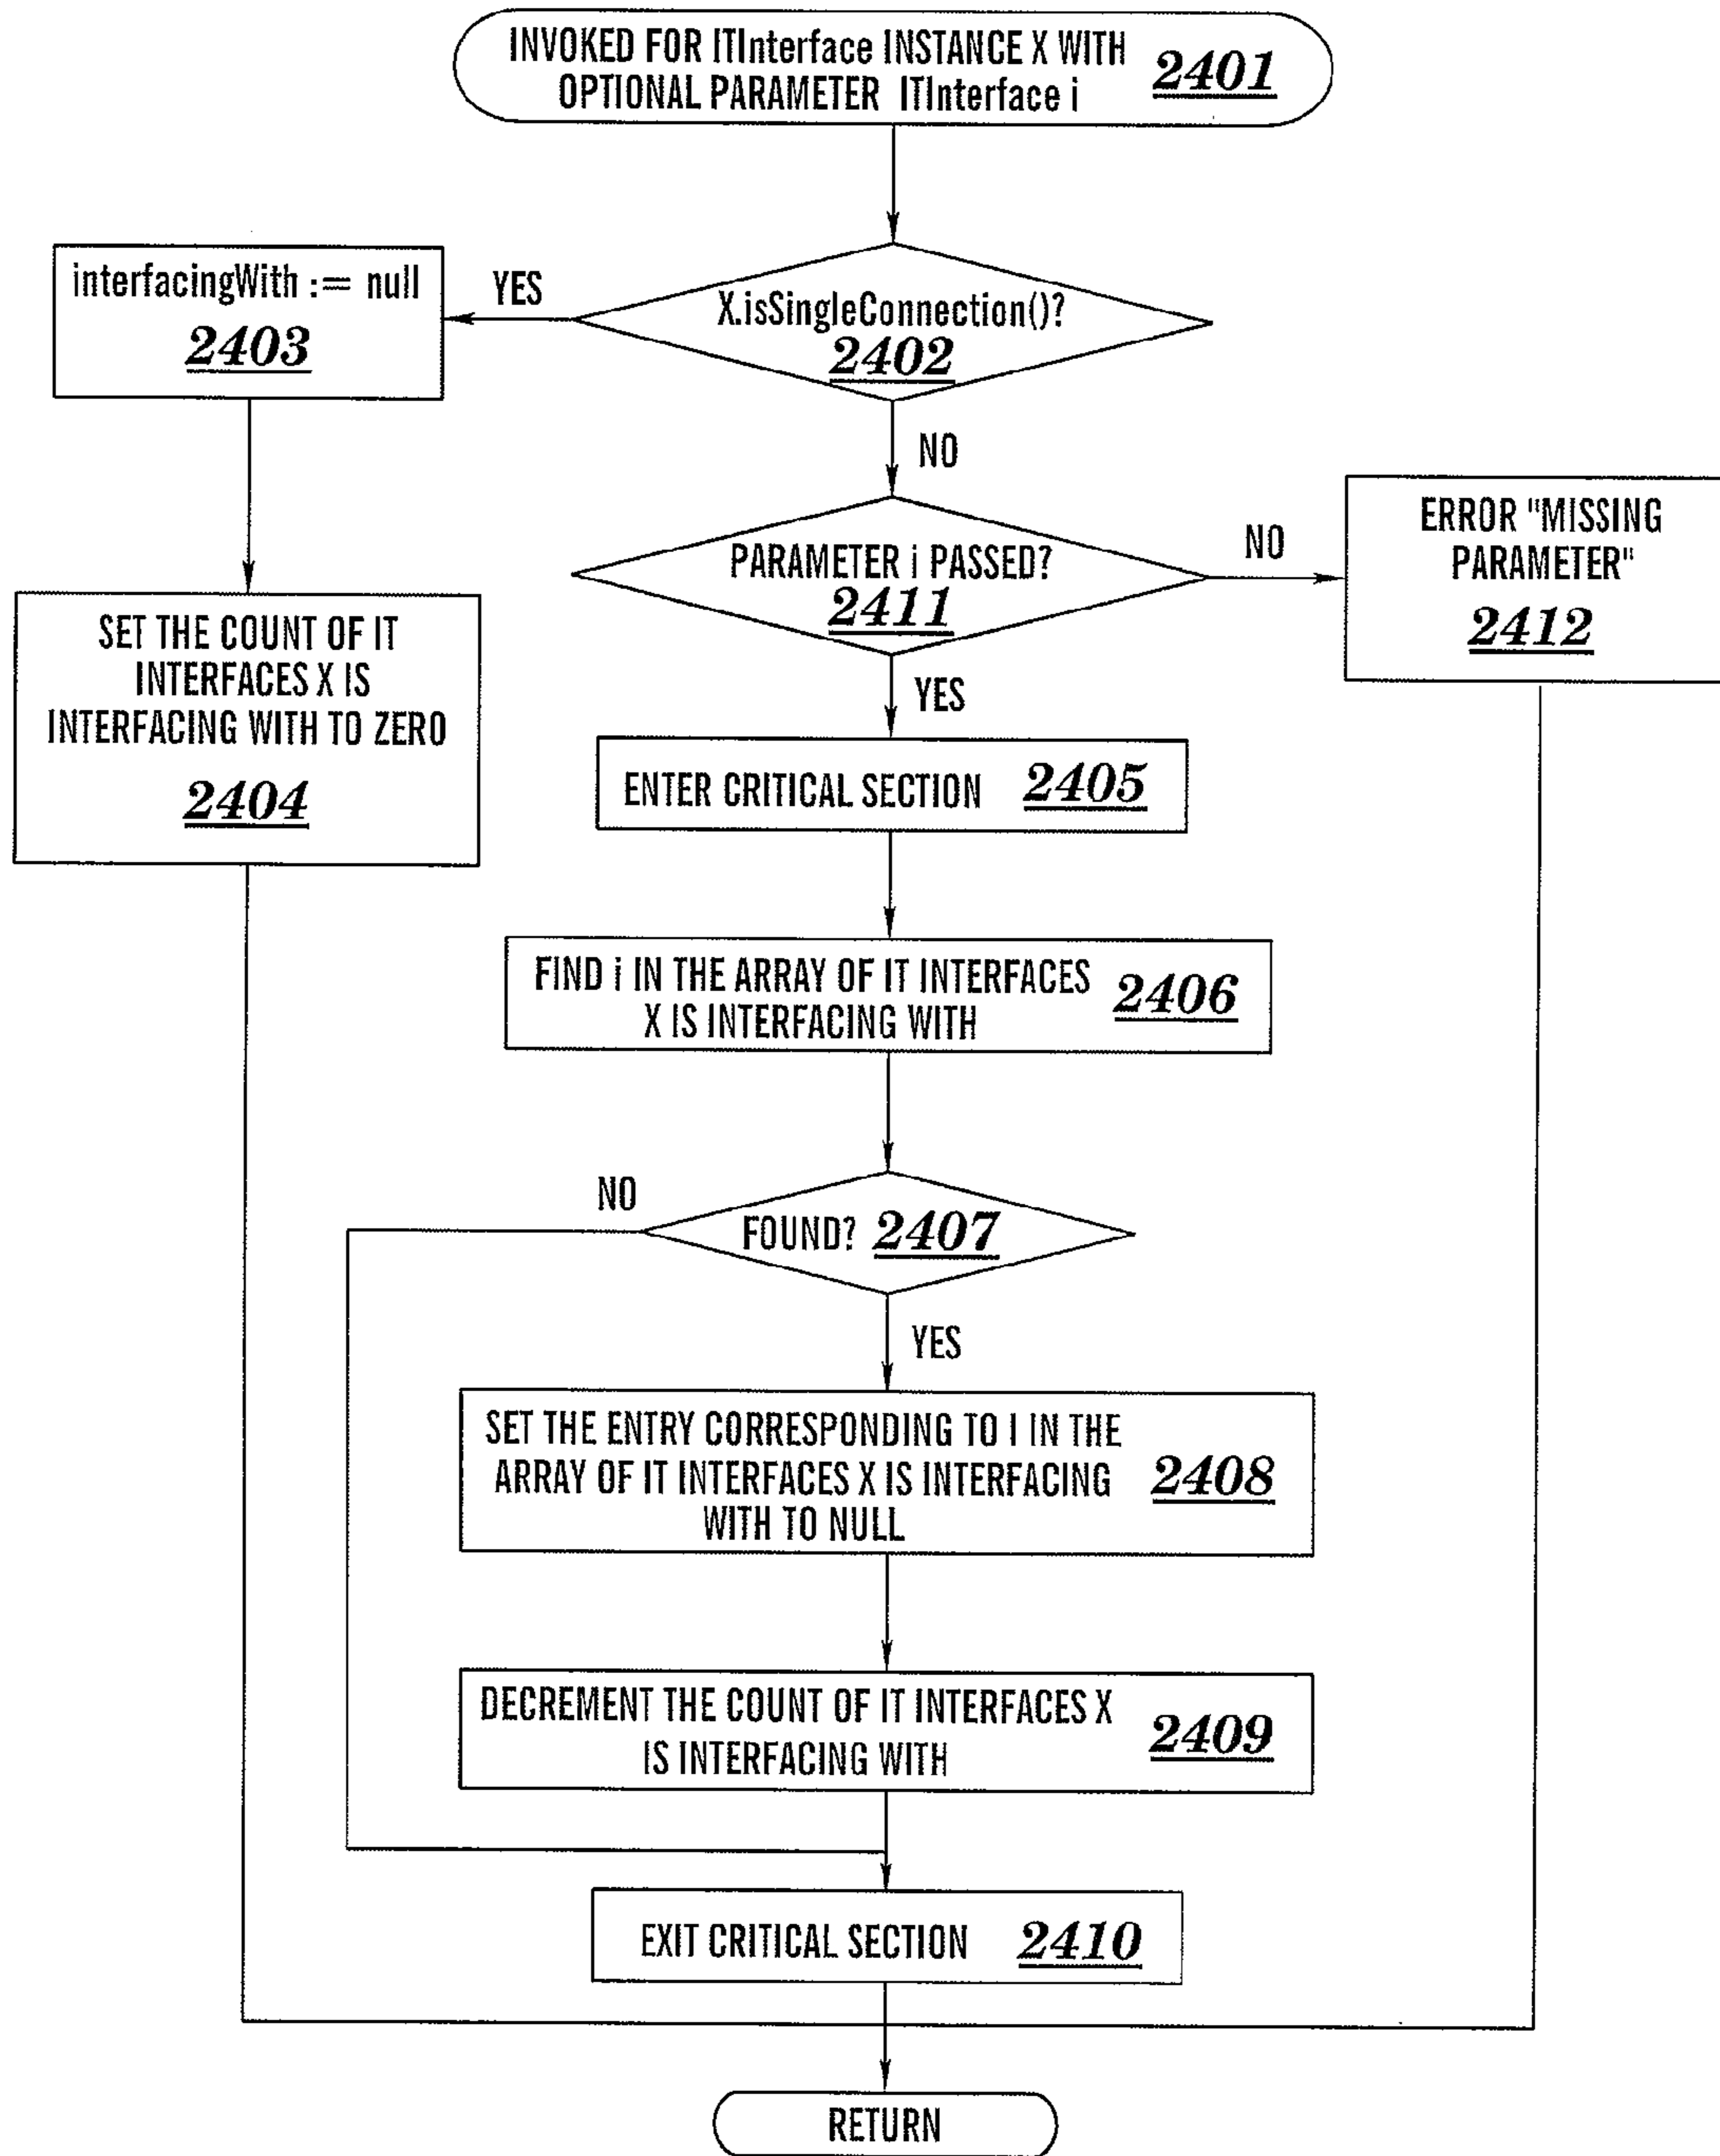 INVOKED FOR ITInterface INSTANCE X WITH
OPTIONAL PARAMETER ITInterface i
2401
X.isSingleConnection()?
2402
YES
interfacingWith := null
2403
NO
SET THE COUNT OF IT
INTERFACES X IS
INTERFACING WITH TO ZERO
2404
PARAMETER i PASSED?
2411
NO
ERROR "MISSING
PARAMETER"
2412
YES
ENTER CRITICAL SECTION 2405
FIND i IN THE ARRAY OF IT INTERFACES
X IS INTERFACING WITH
2406
FOUND? 2407
NO
YES
SET THE ENTRY CORRESPONDING TO I IN THE
ARRAY OF IT INTERFACES X IS INTERFACING
WITH TO NULL
2408
DECREMENT THE COUNT OF IT INTERFACES X
IS INTERFACING WITH
2409
EXIT CRITICAL SECTION 2410
RETURN